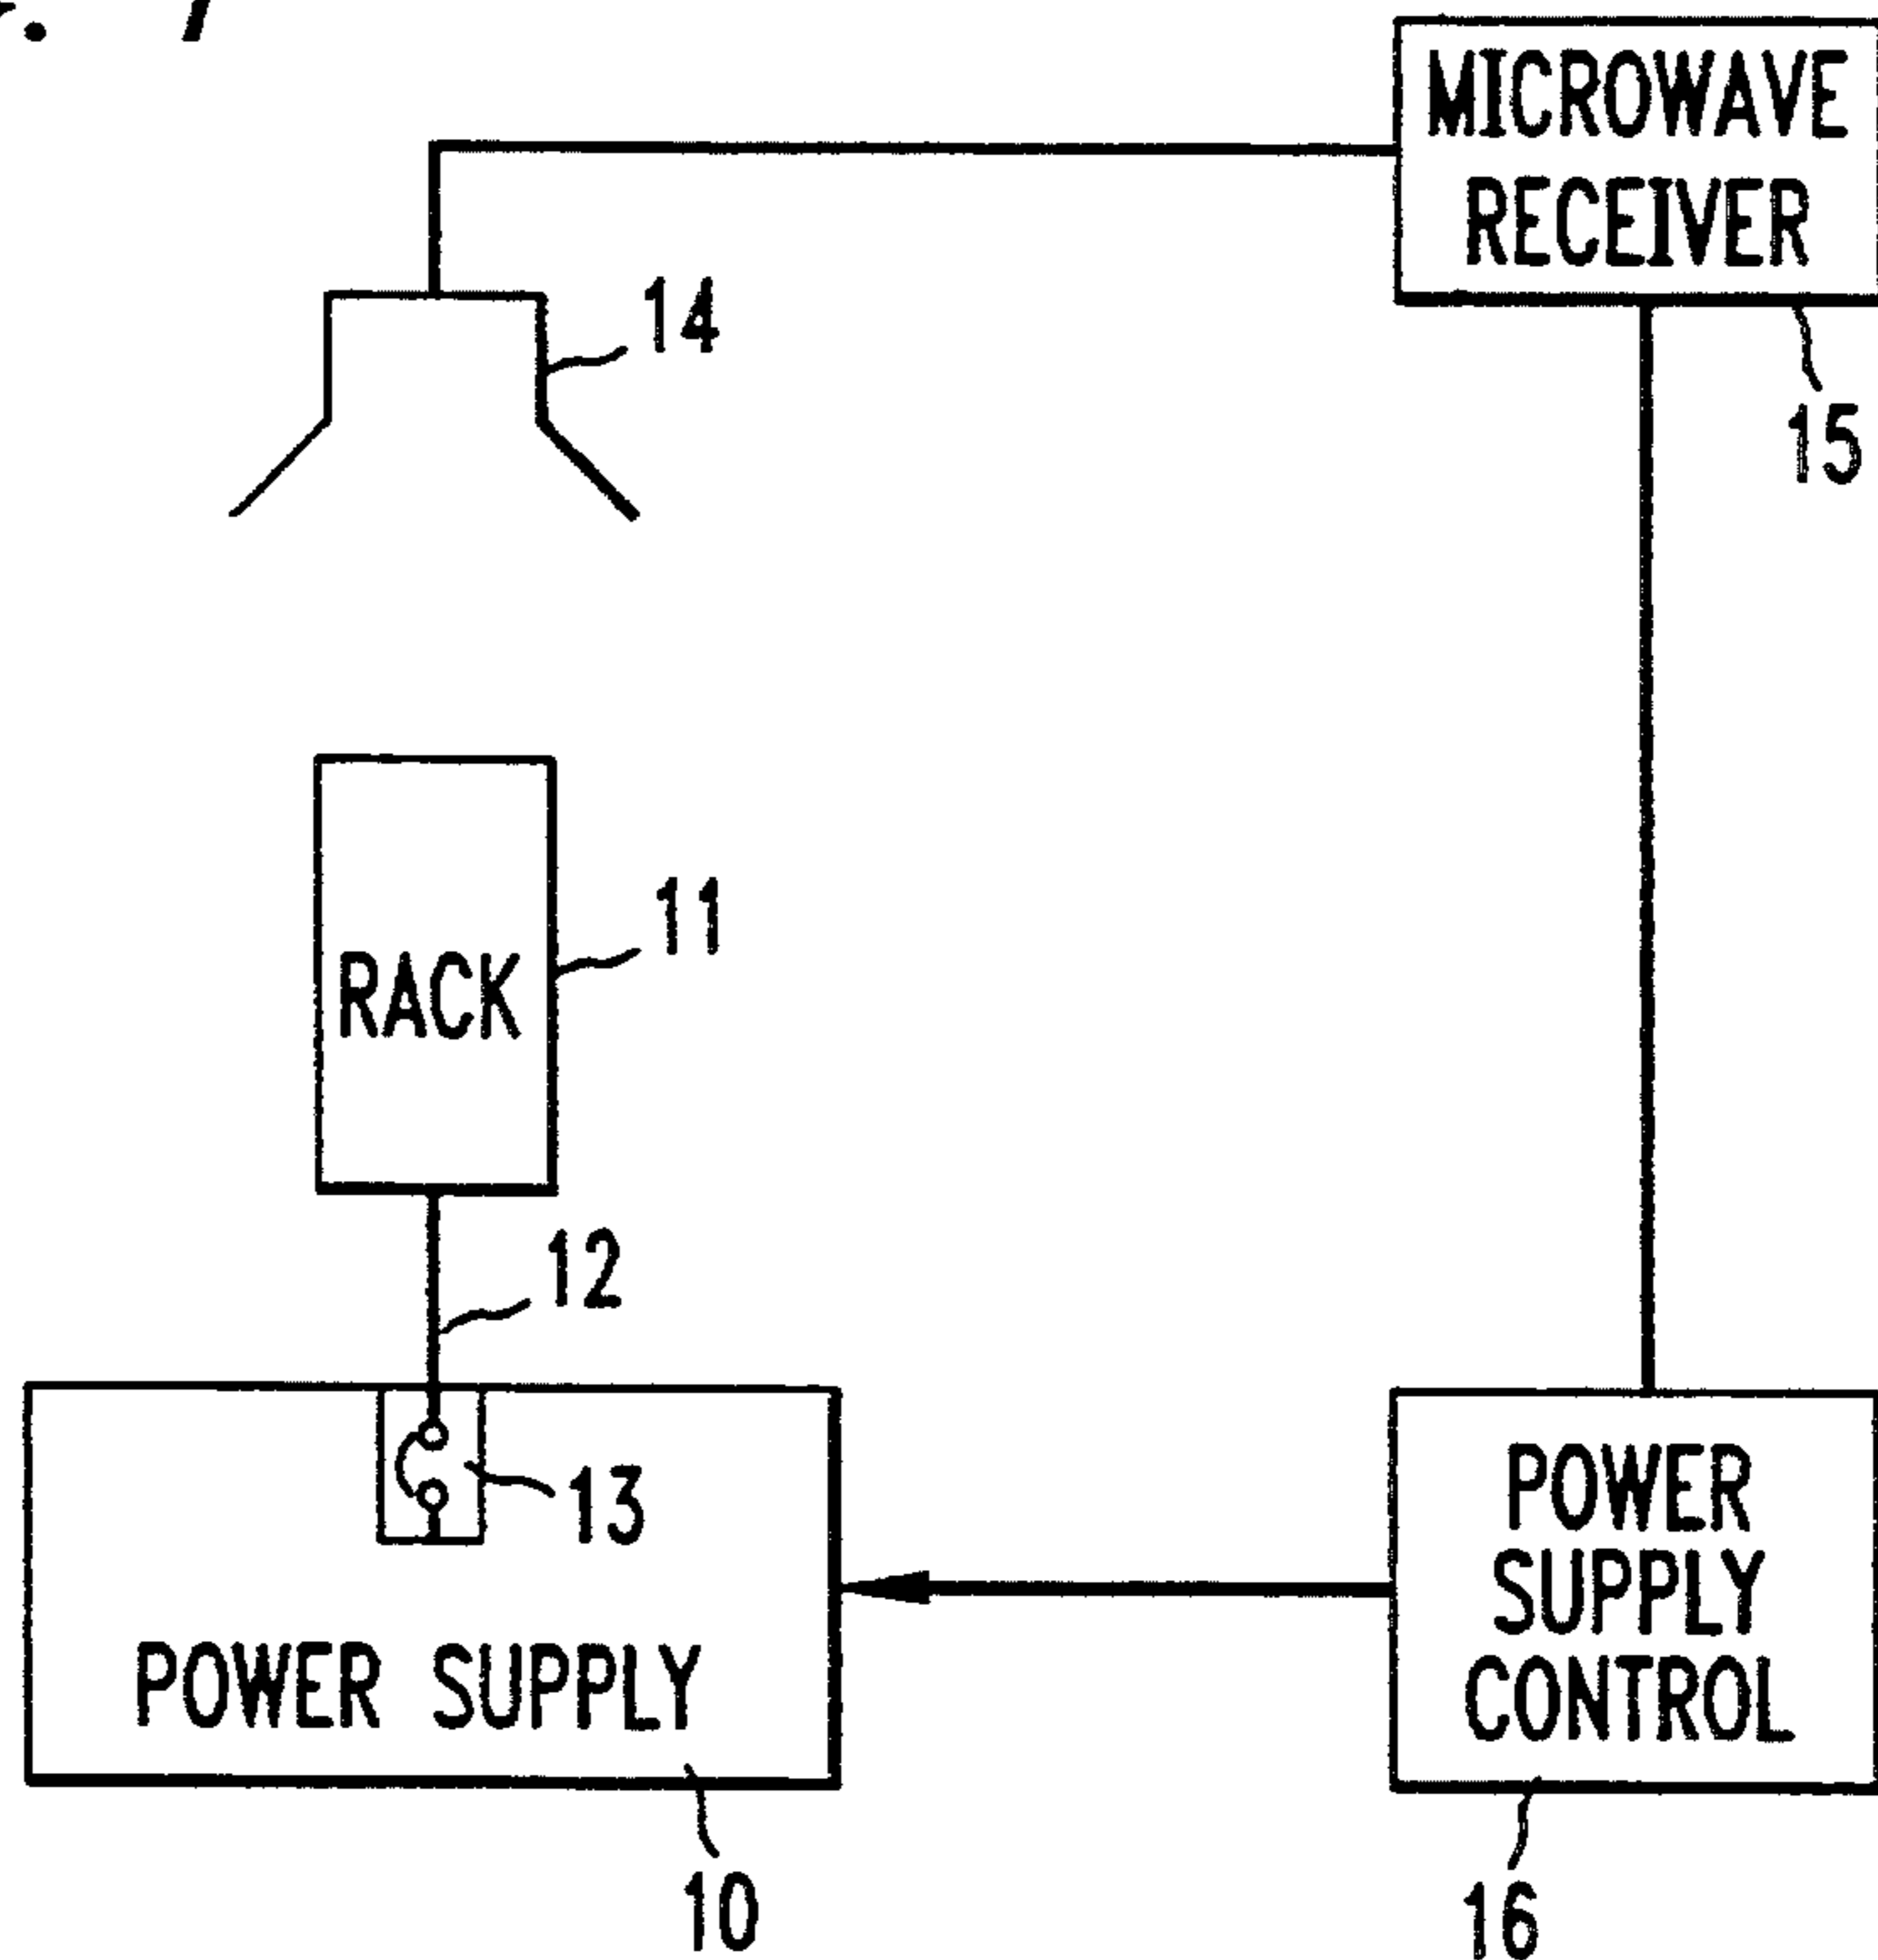 MICROWAVE
RECEIVER
14
15
11
RACK
12
13
POWER
SUPPLY
CONTROL
POWER SUPPLY
10
16